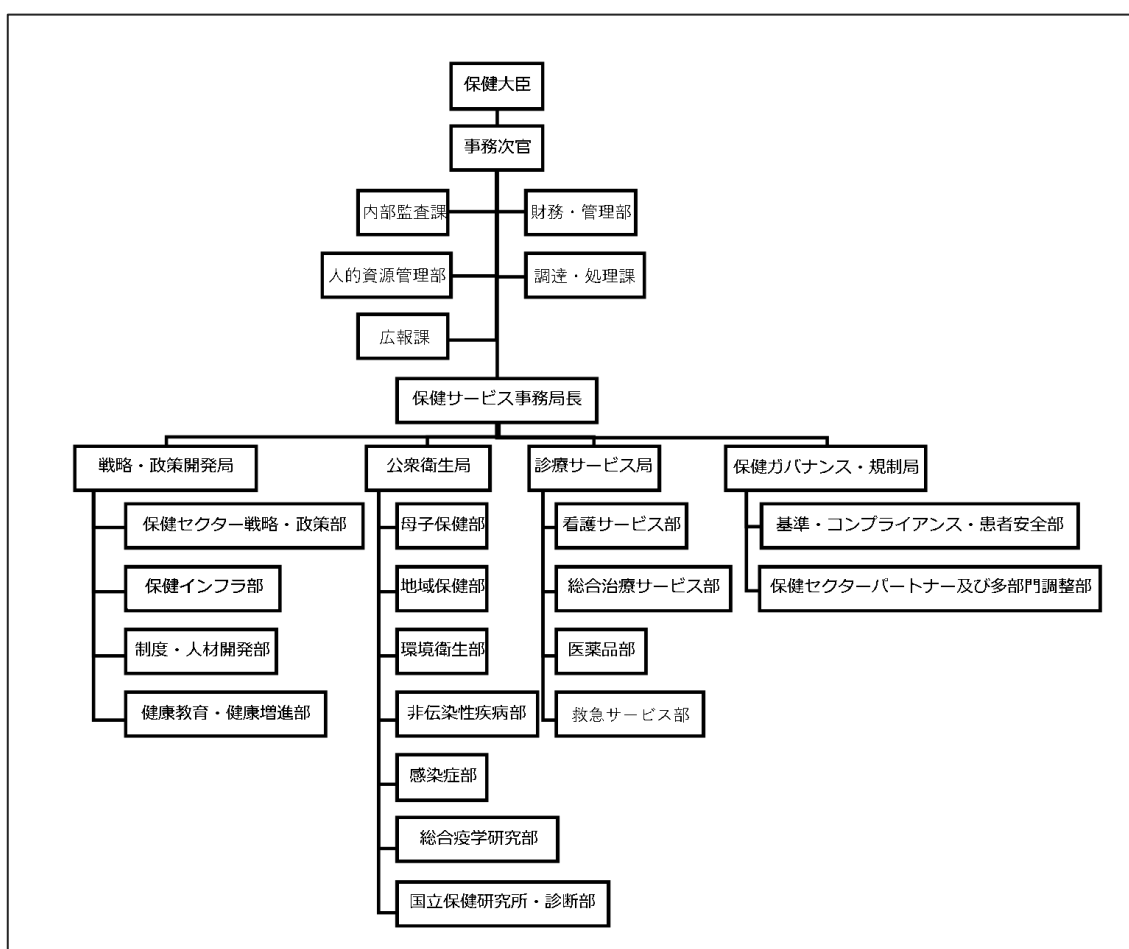 保健大臣
事務次官
内部監査課
財務・管理部
人的資源管理部
調達・処理課
広報課
保健サービス事務局長
戦略・政策開発局
保健セクター戦略・政策部
保健インフラ部
制度・人材開発部
健康教育・健康増進部
公衆衛生局
母子保健部
地域保健部
環境衛生部
非伝染性疾病部
感染症部
総合疫学研究部
国立保健研究所・診断部
診療サービス局
看護サービス部
総合治療サービス部
医薬品部
救急サービス部
保健ガバナンス・規制局
基準・コンプライアンス・患者安全部
保健セクターパートナー及び多部門調整部